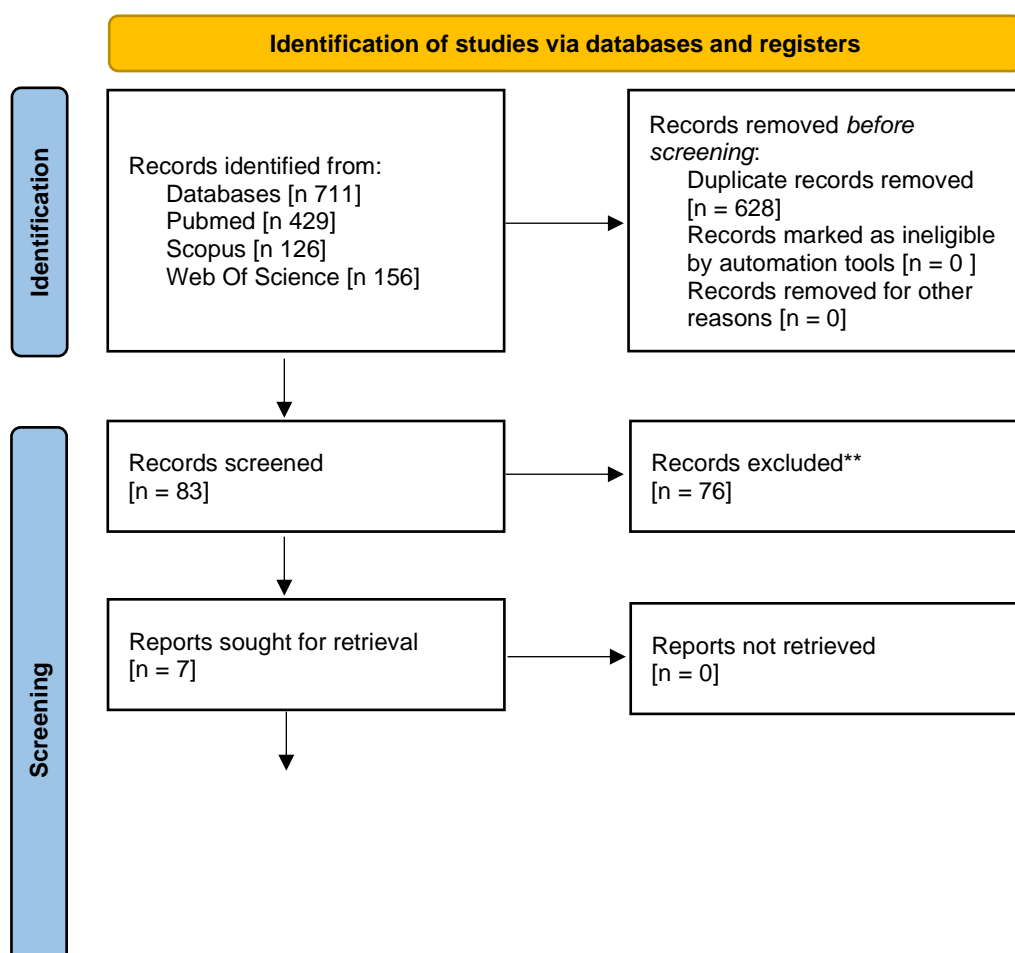 Identification of studies via databases and registers
Identification
Records identified from:
Databases [n 711]
Pubmed [n 429]
Scopus [n 126]
Web Of Science [n 156]
Records removed before
screening:
Duplicate records removed
[n = 628]
Records marked as ineligible
by automation tools [n = 0 ]
Records removed for other
reasons [n = 0]
Screening
Records screened
[n = 83]
Records excluded**
[n = 76]
Reports sought for retrieval
[n = 7]
Reports not retrieved
[n = 0]